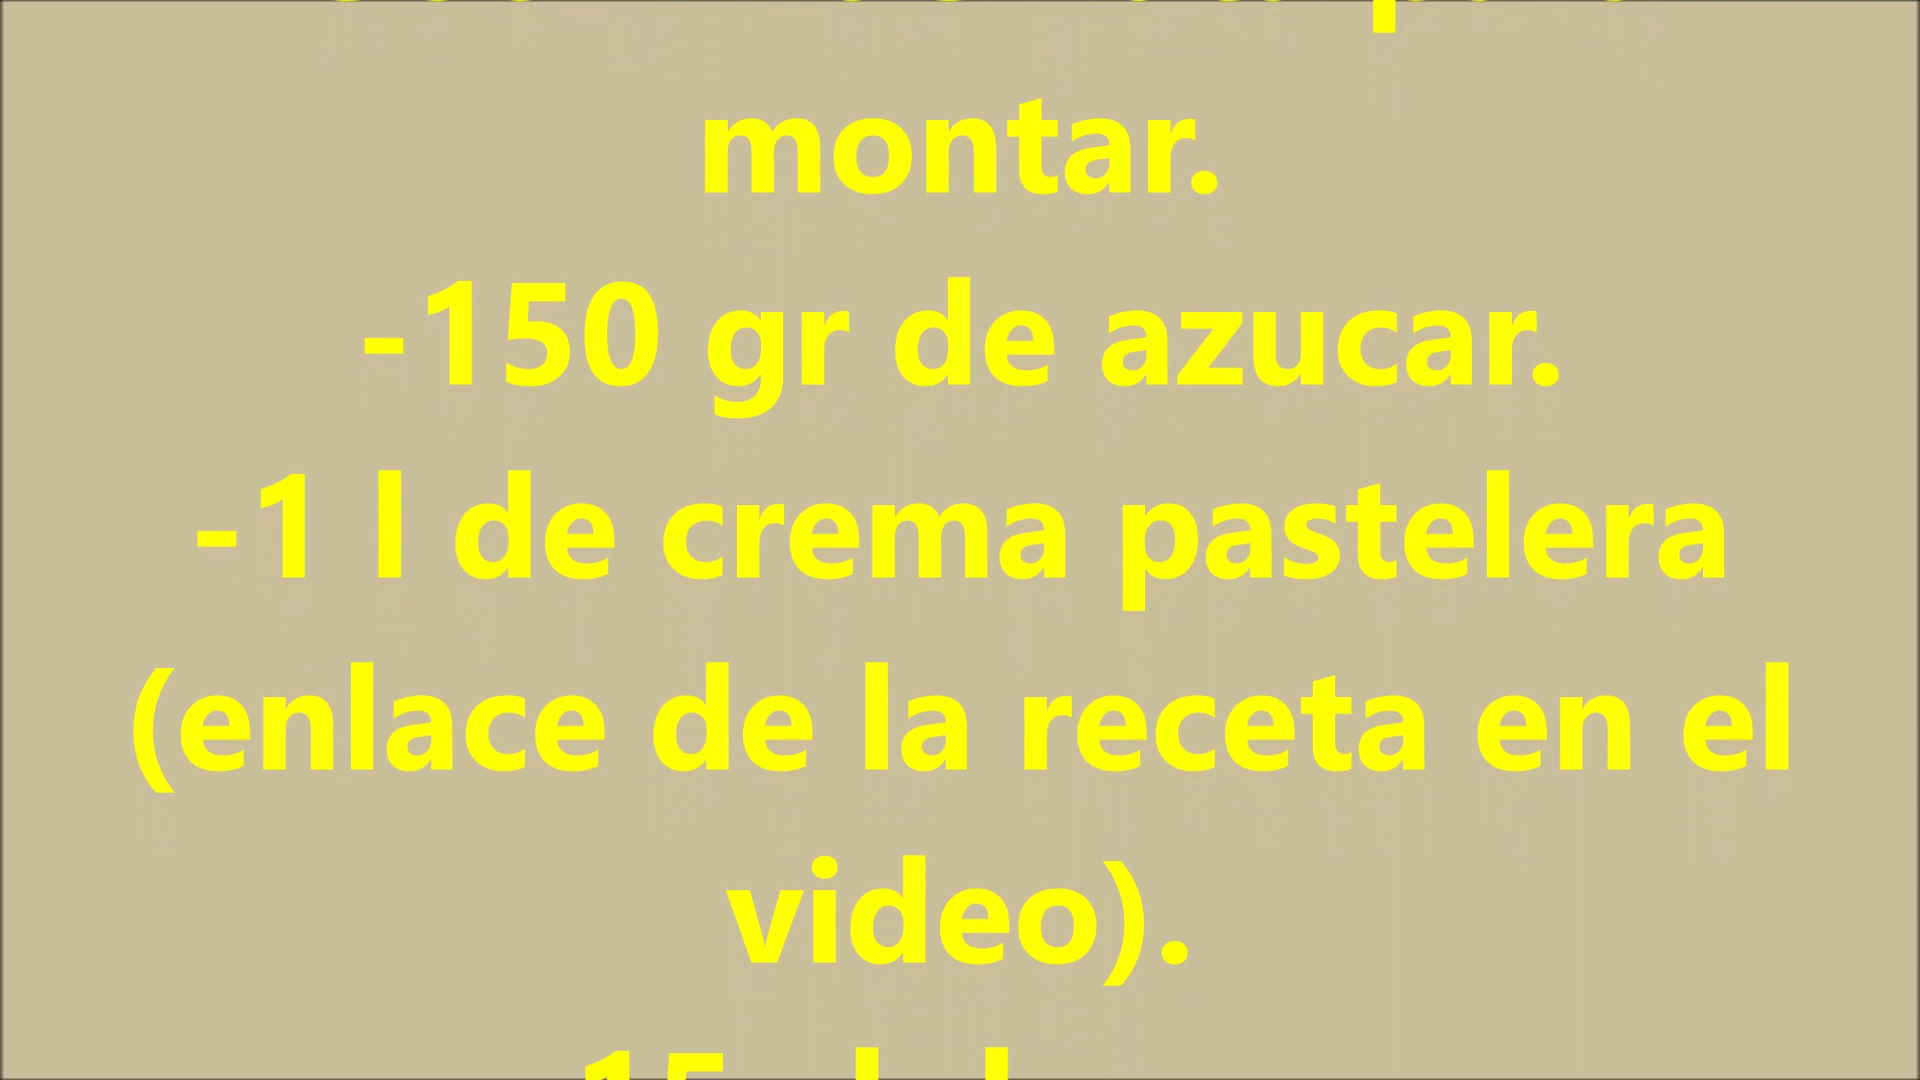 montar.
-150 gr de azucar.
-1 l de crema pastelera
(enlace de la receta en el
video).